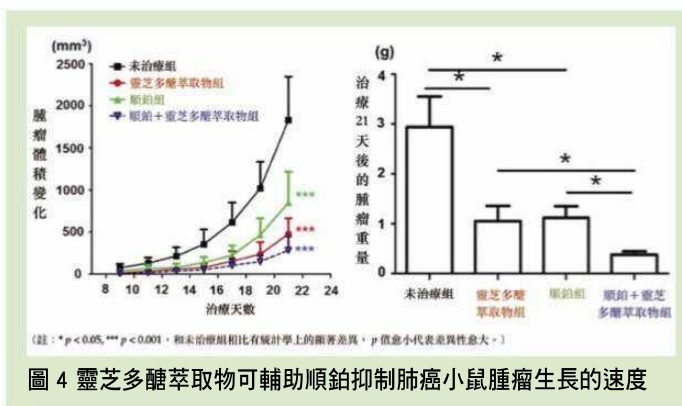 (mm³)
2500
2000
1500
1000
500
0
腫瘤體積變化
未治療組
靈芝多醣萃取物組
順鉑組
順鉑＋靈芝多醣萃取物組
***
***
***
8 10 12 14 16 18 20 22 24
治療天數
(g)
4
3
2
1
0
治療21天後的腫瘤重量
*
*
*
*
未治療組
靈芝多醣
萃取物組
順鉑組
順鉑＋靈芝
多醣萃取物組
(註：* p < 0.05, *** p < 0.001，和未治療組相比有統計學上的顯著差異，p 值愈小代表差異性愈大。)
圖 4 靈芝多醣萃取物可輔助順鉑抑制肺癌小鼠腫瘤生長的速度